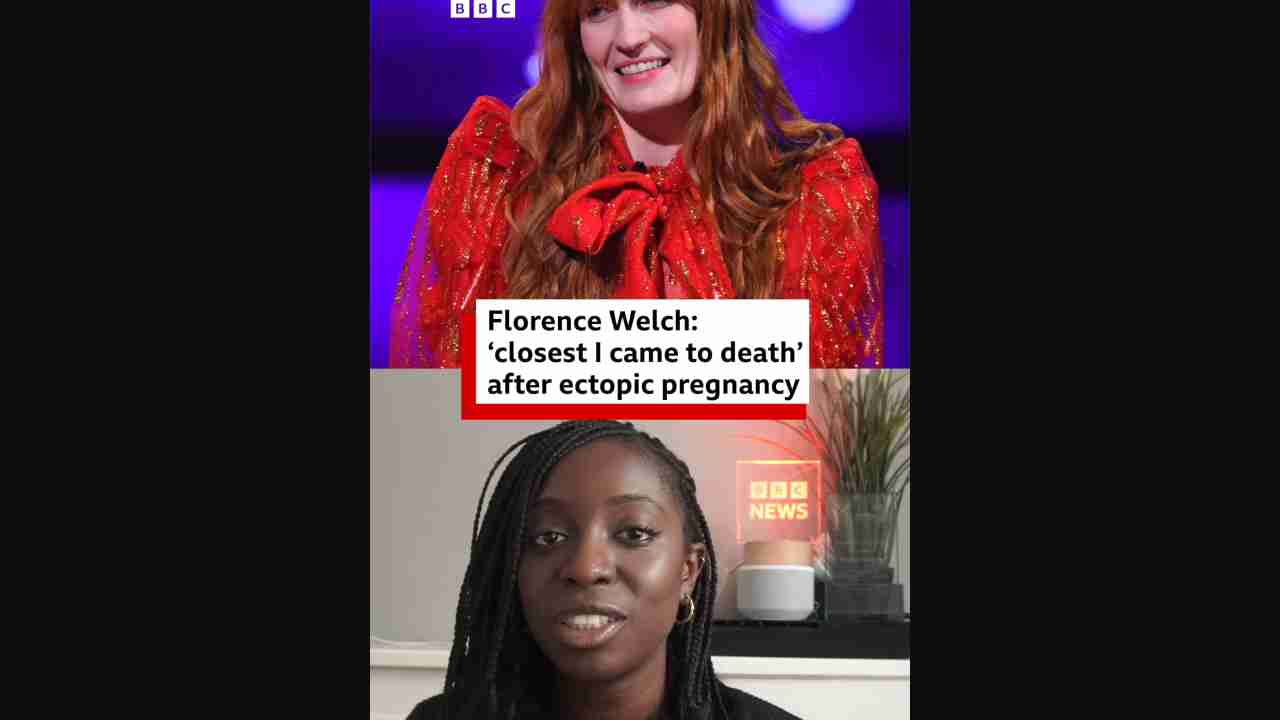 BBC
Florence Welch:
‘closest I came to death’
after ectopic pregnancy
BBC
NEWS